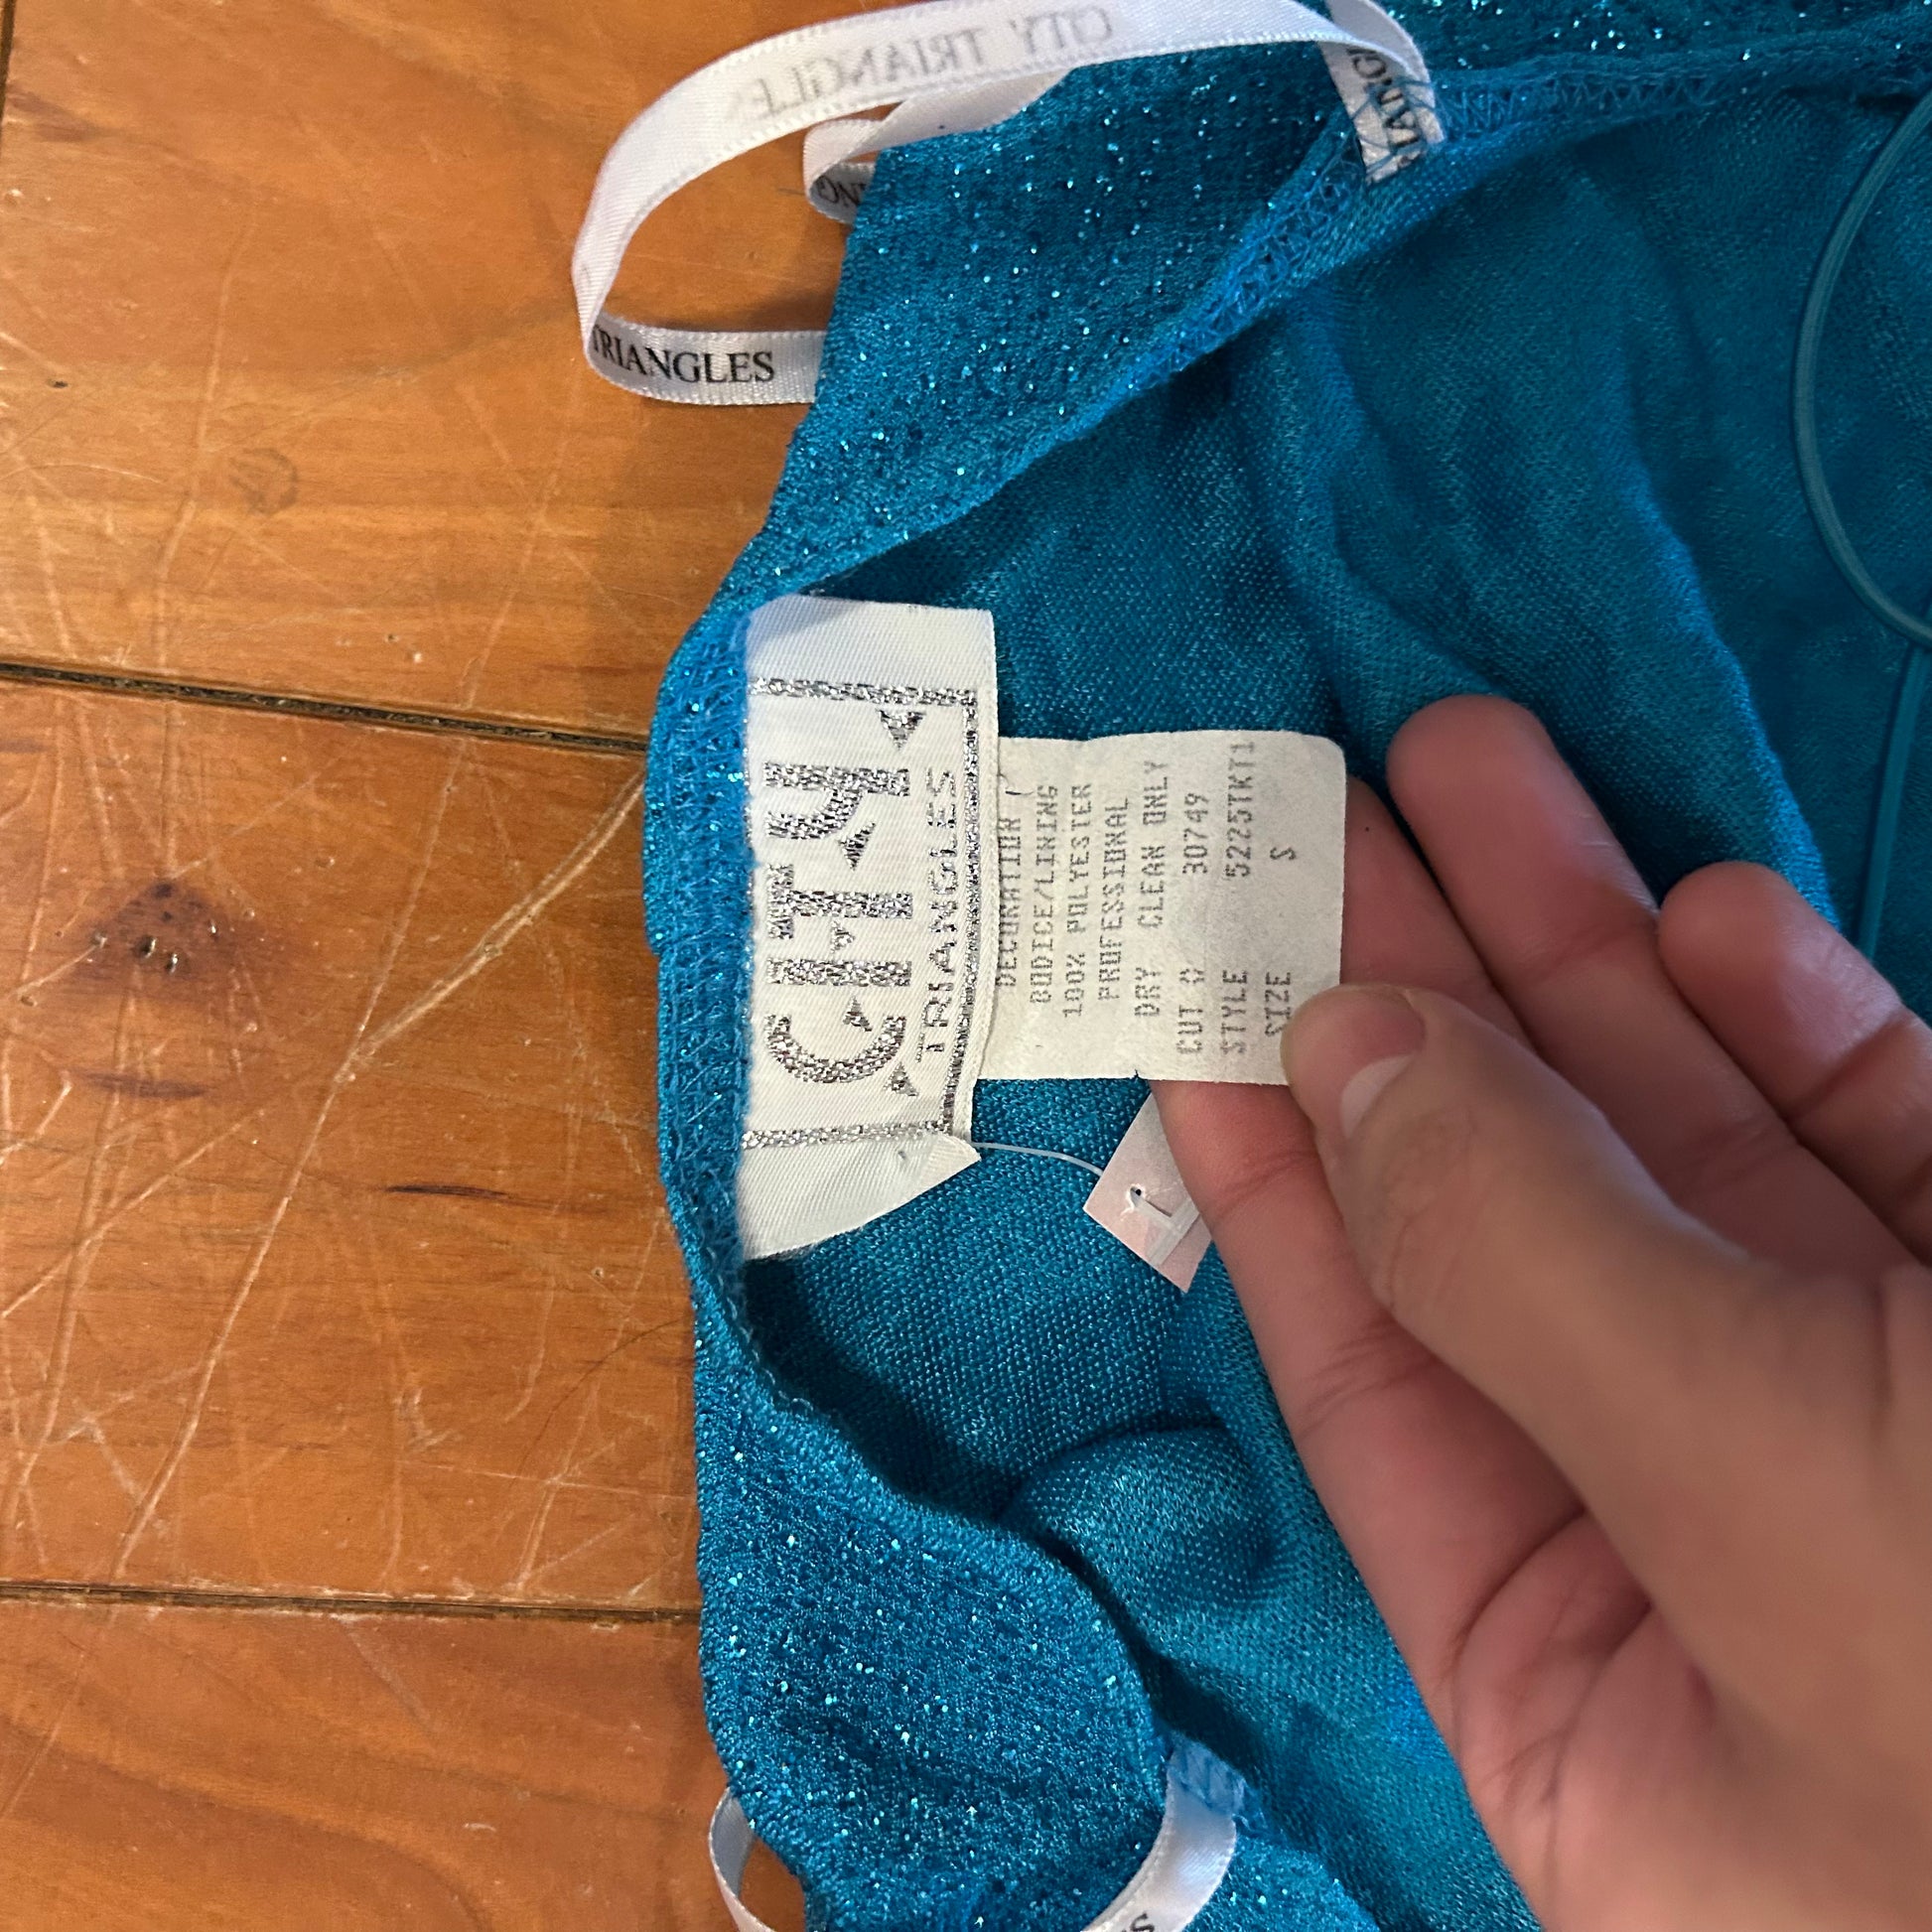 CITY TRIANGLES
TRIANGLES
CITY
TRIANGLES
DECORATION
BODICE/LINING
100% POLYESTER
PROFESSIONAL
DRY CLEAN ONLY
CUT # 30749
STYLE 5225TKT1
SIZE S